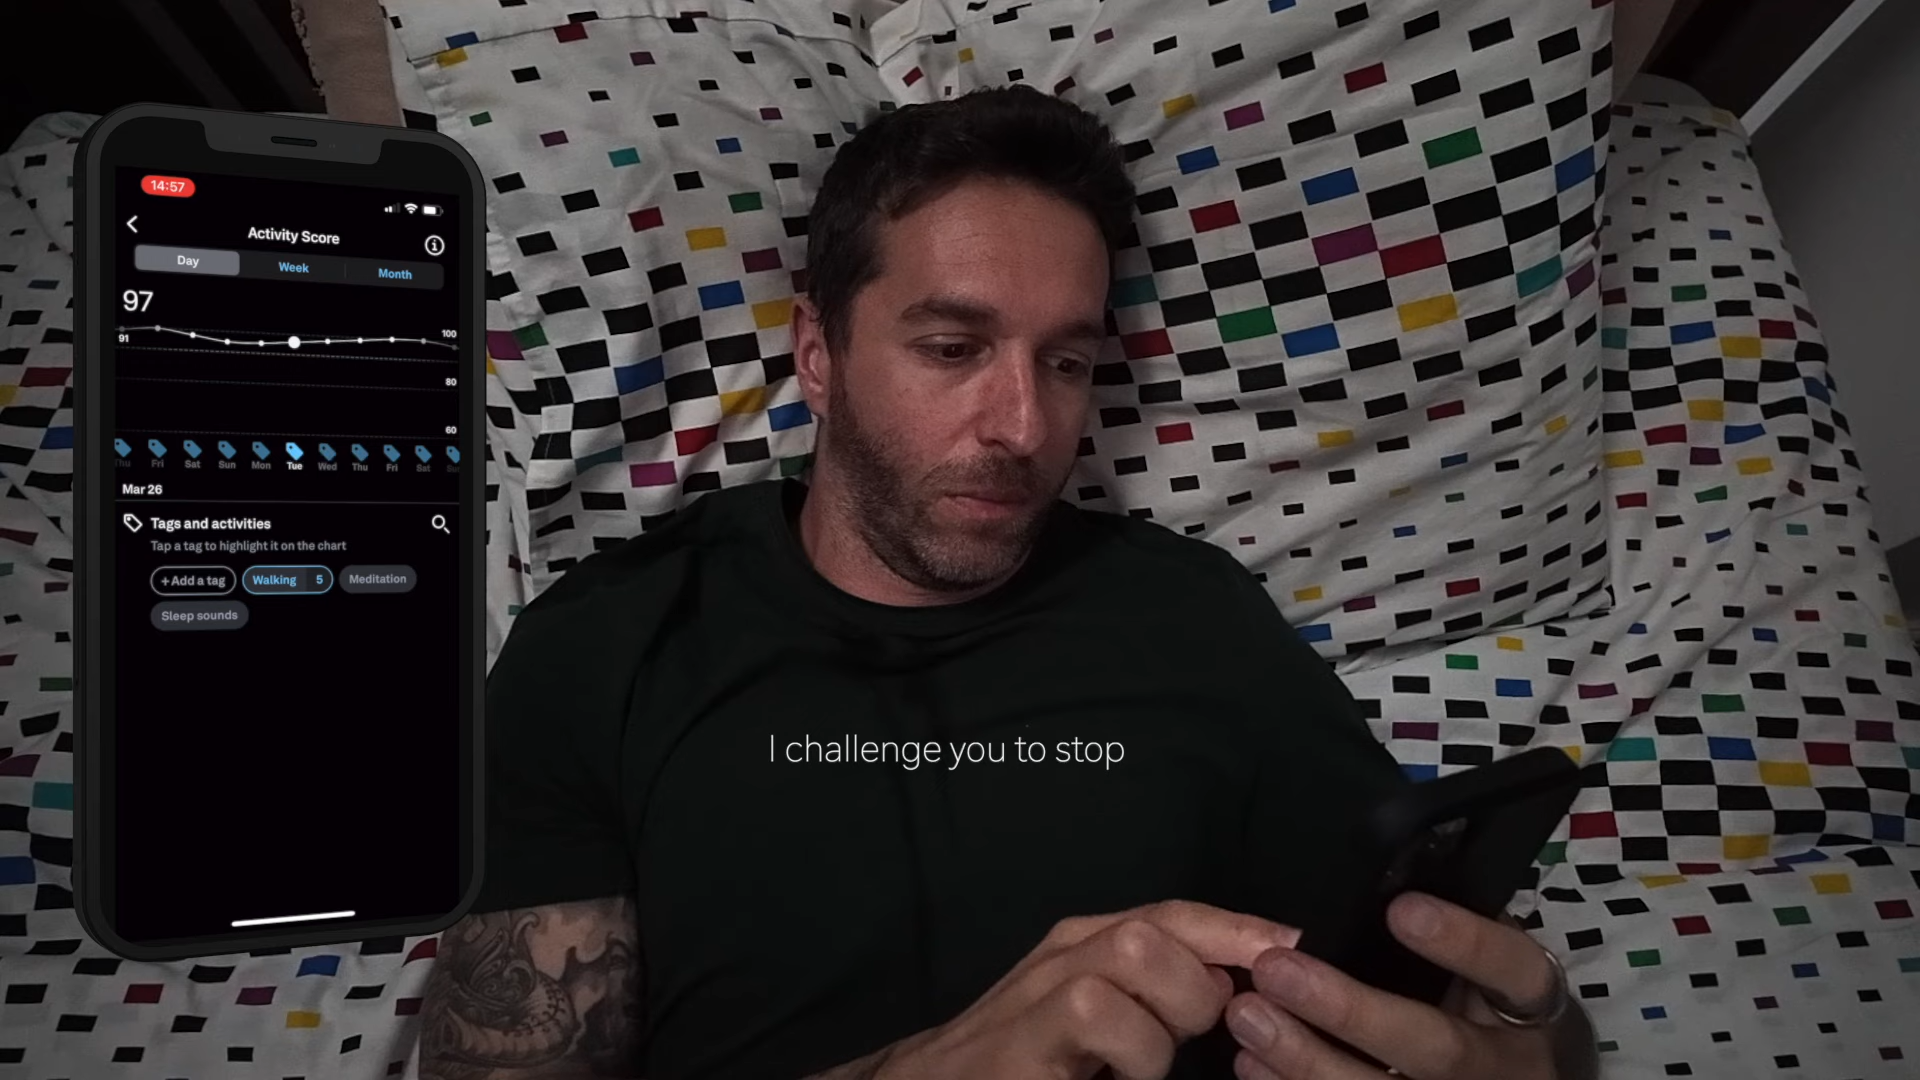 14:57
Activity Score
Day Week Month
97
91
100
80
60
Thu Fri Sat Sun Mon Tue Wed Thu Fri Sat Sun
Mar 26
Tags and activities
Tap a tag to highlight it on the chart
+Add a tag Walking 5 Meditation
Sleep sounds
I challenge you to stop